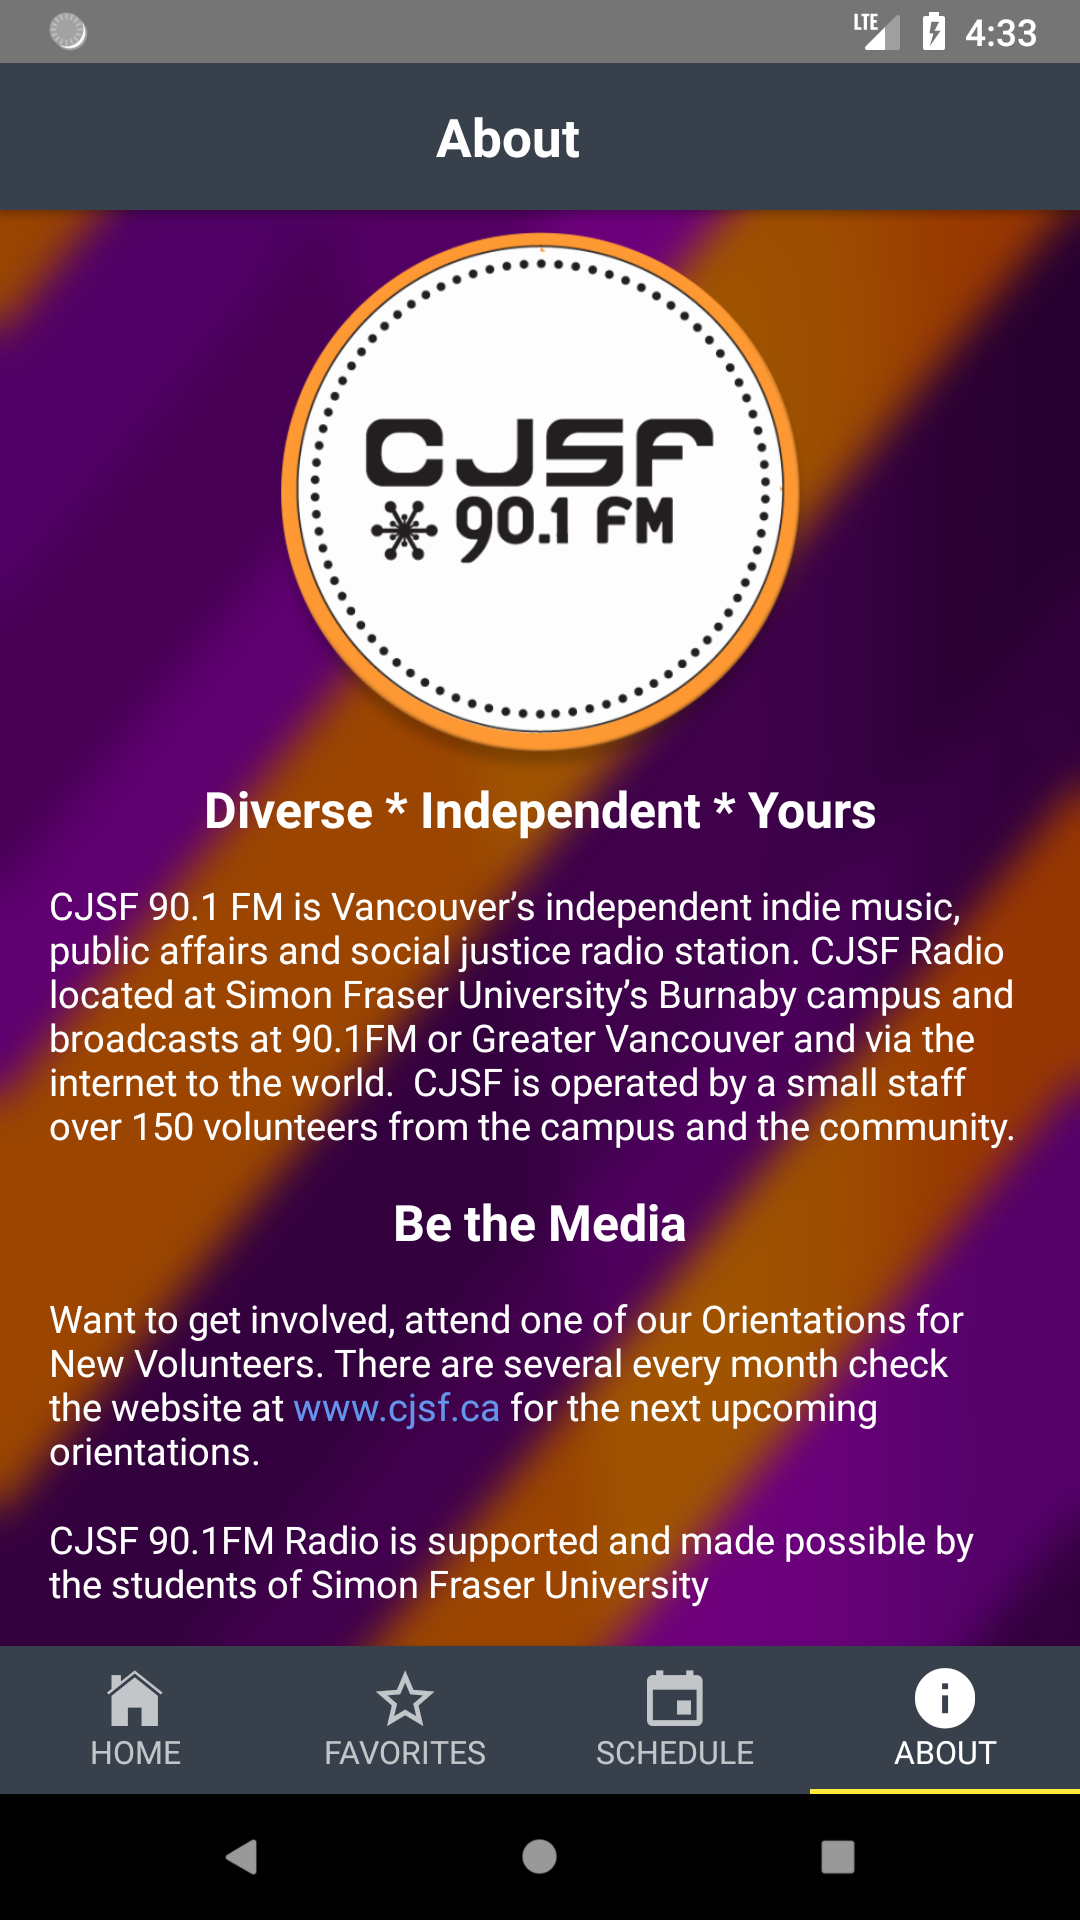 LTE 4:33
About
CJSF
90.1 FM
Diverse * Independent * Yours
CJSF 90.1 FM is Vancouver’s independent indie music,
public affairs and social justice radio station. CJSF Radio
located at Simon Fraser University’s Burnaby campus and
broadcasts at 90.1FM or Greater Vancouver and via the
internet to the world.  CJSF is operated by a small staff
over 150 volunteers from the campus and the community.
Be the Media
Want to get involved, attend one of our Orientations for
New Volunteers. There are several every month check
the website at www.cjsf.ca for the next upcoming
orientations.
CJSF 90.1FM Radio is supported and made possible by
the students of Simon Fraser University
HOME FAVORITES SCHEDULE ABOUT